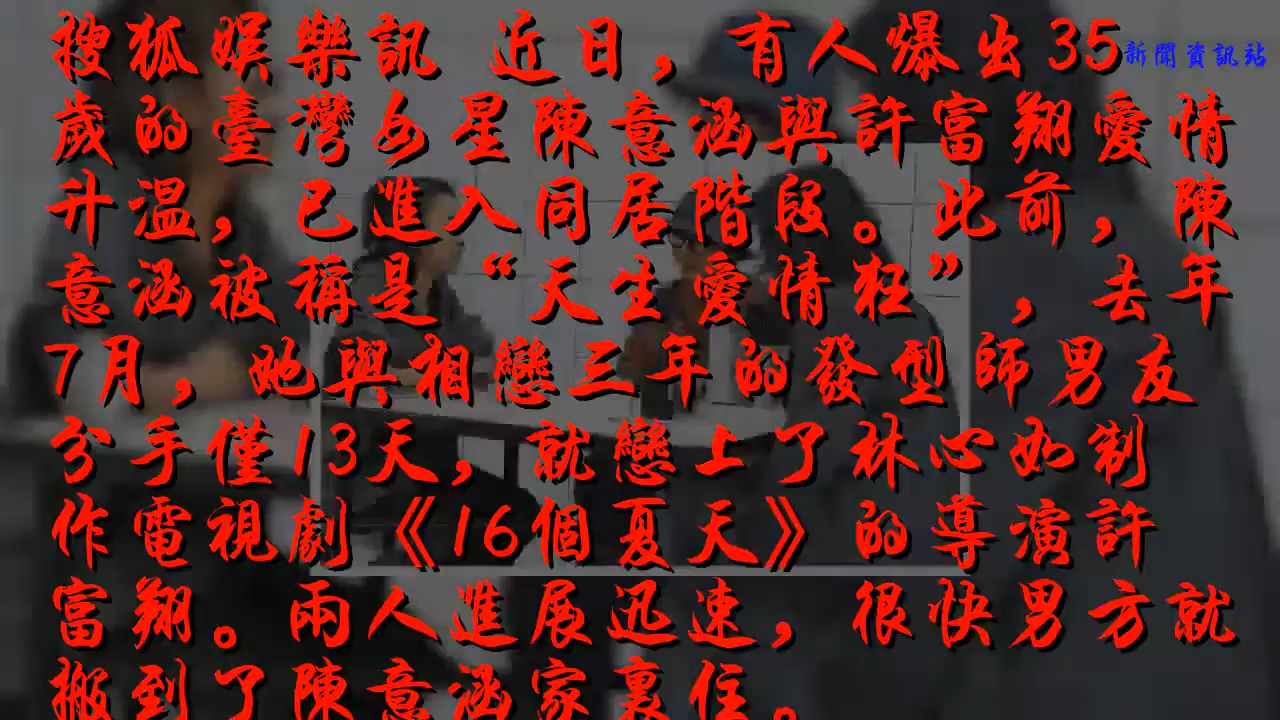 搜狐娛樂訊 近日，有人爆出35
新聞資訊站
歲的臺灣女星陳意涵與許富翔愛情
升溫，已進入同居階段。此前，陳
意涵被稱是“天生愛情狂”，去年
7月，她與相戀三年的發型師男友
分手僅13天，就戀上了林心如制
作電視劇《16個夏天》的導演許
富翔。兩人進展迅速，很快男方就
搬到了陳意涵家裏住。